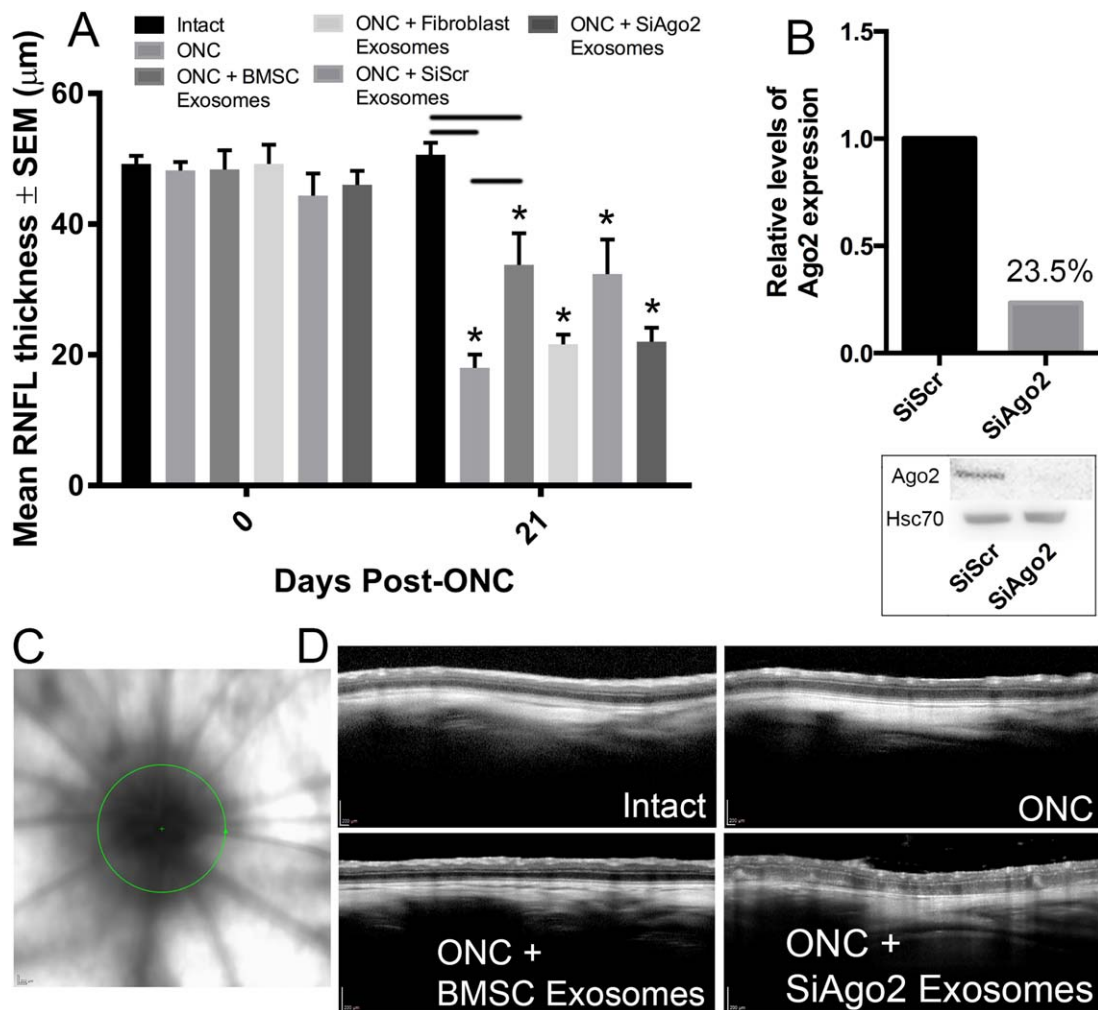 A
Intact
ONC
ONC + BMSC
Exosomes
ONC + Fibroblast
Exosomes
ONC + SiScr
Exosomes
ONC + SiAgo2
Exosomes
Mean RNFL thickness ± SEM (µm)
60
40
20
0
*
*
*
*
*
0
21
Days Post-ONC
B
Relative levels of
Ago2 expression
1.5
1.0
0.5
0.0
23.5%
SiScr
SiAgo2
Ago2
Hsc70
SiScr
SiAgo2
C
D
Intact
ONC
ONC +
BMSC Exosomes
ONC +
SiAgo2 Exosomes